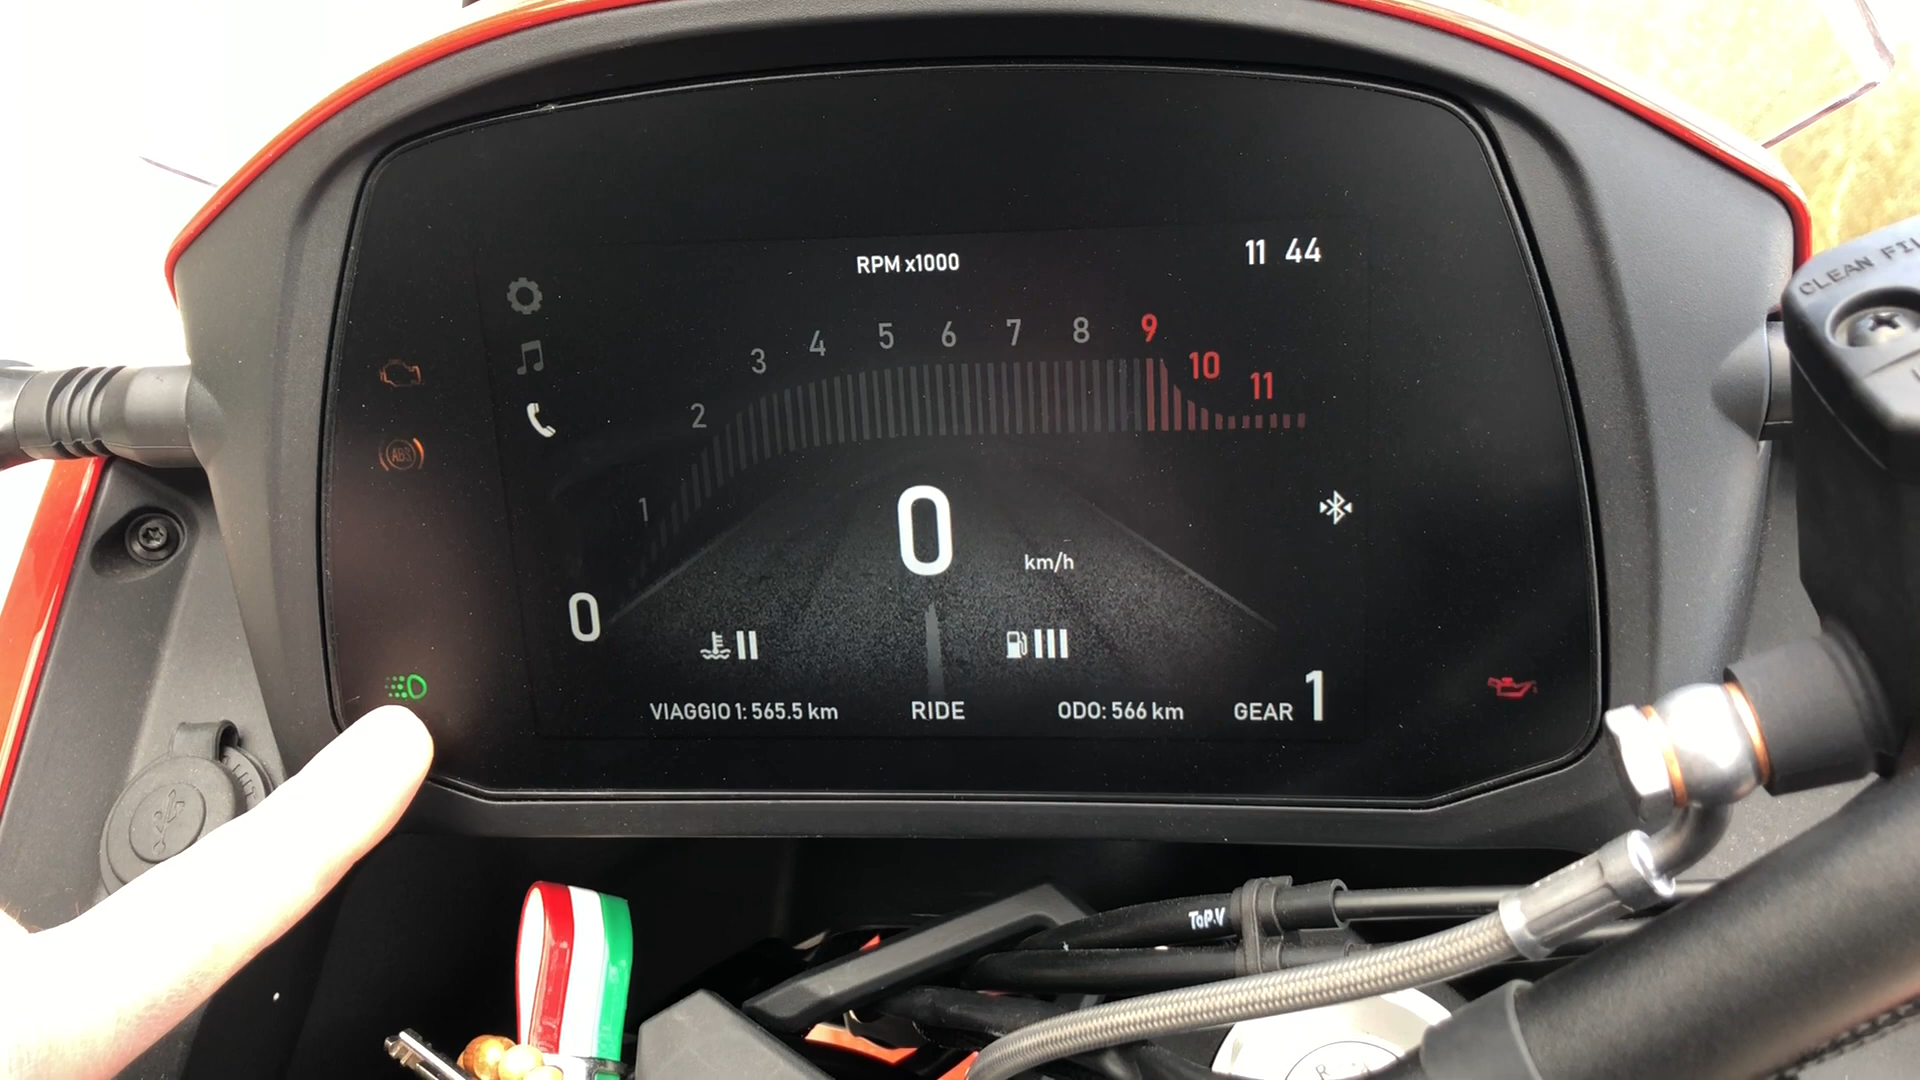 RPM x1000
11 44
0 1 2 3 4 5 6 7 8 9 10 11
ABS
0
km/h
VIAGGIO 1: 565.5 km
RIDE
ODO: 566 km
GEAR 1
CLEAN
ToP.V